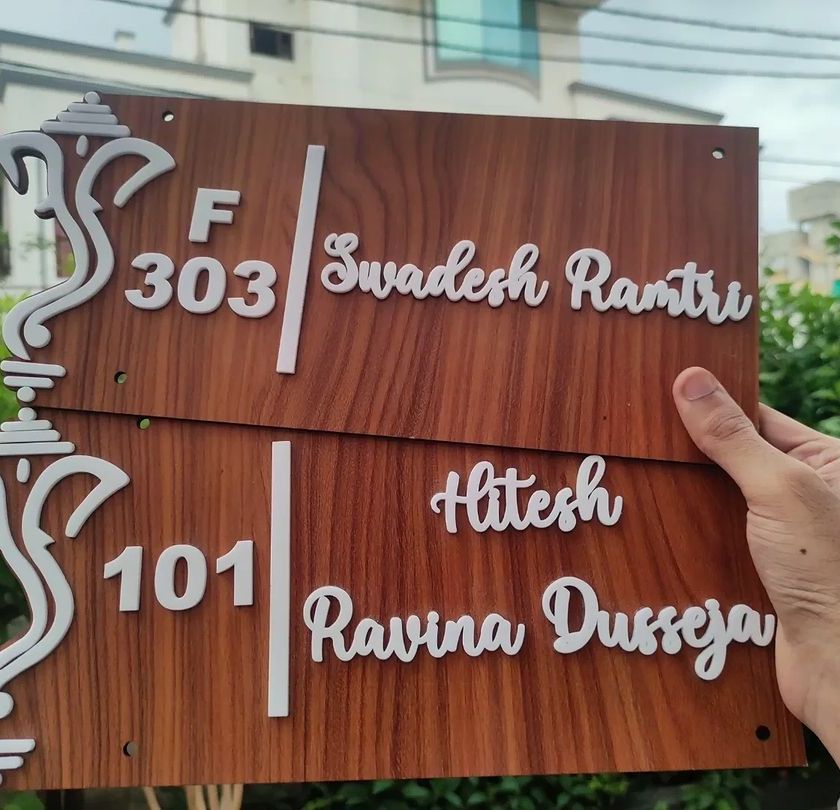 F
303
Swadesh Ramtri
101
Hitesh
Ravina Dusseja